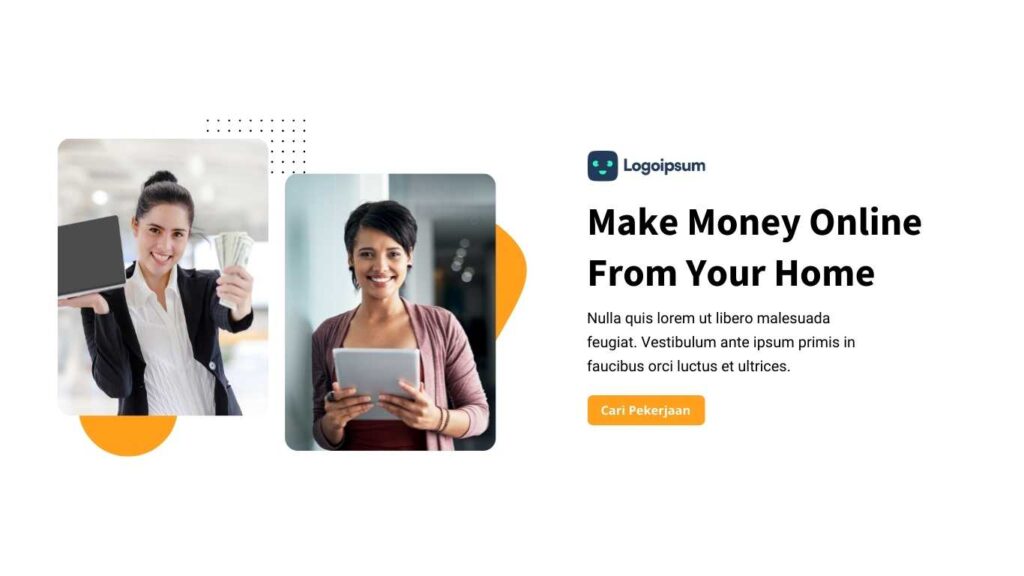 Logoipsum
Make Money Online
From Your Home
Nulla quis lorem ut libero malesuada
feugiat. Vestibulum ante ipsum primis in
faucibus orci luctus et ultrices.
Cari Pekerjaan